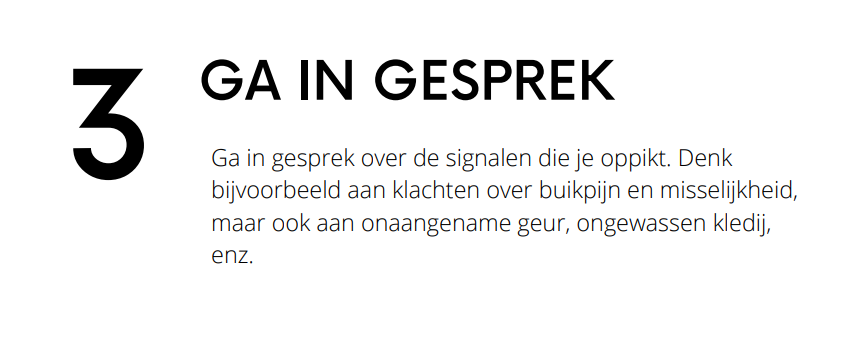 3
GA IN GESPREK
Ga in gesprek over de signalen die je oppikt. Denk
bijvoorbeeld aan klachten over buikpijn en misselijkheid,
maar ook aan onaangename geur, ongewassen kledij,
enz.